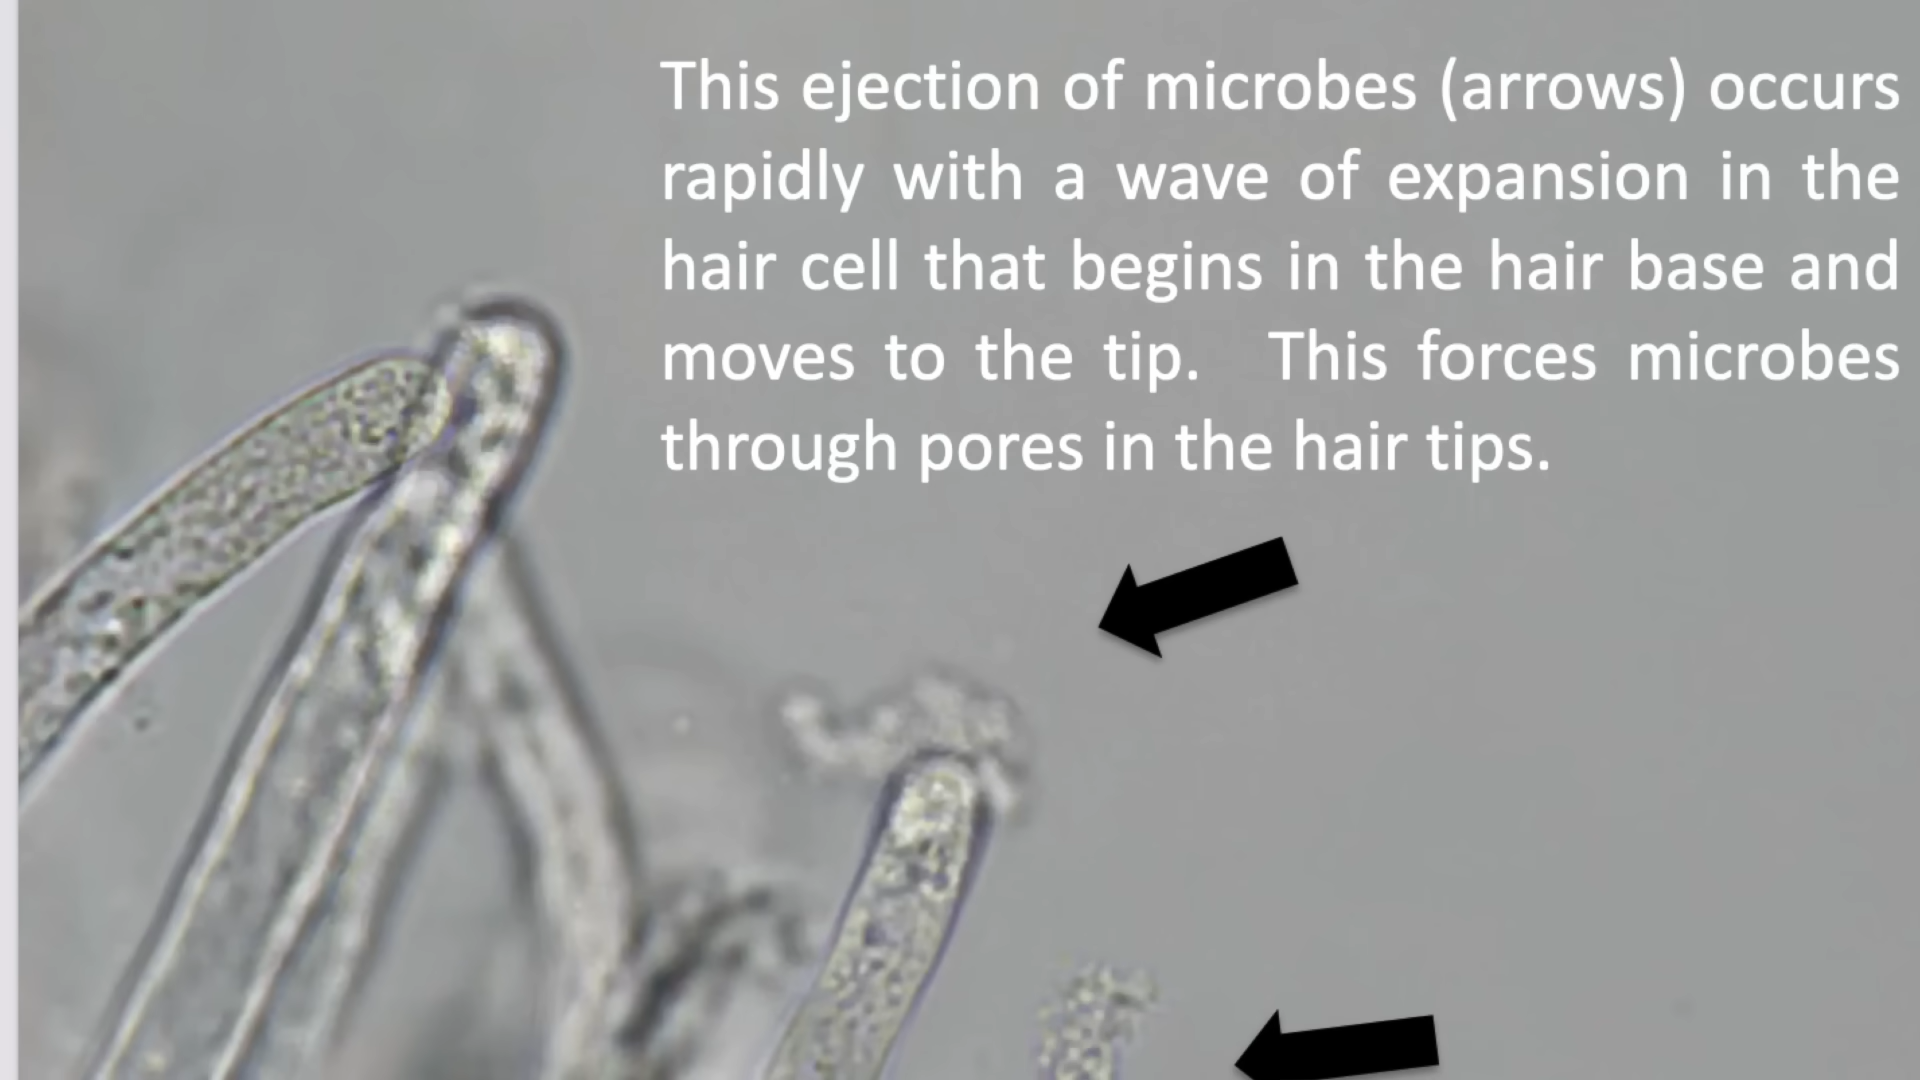 This ejection of microbes (arrows) occurs
rapidly with a wave of expansion in the
hair cell that begins in the hair base and
moves to the tip. This forces microbes
through pores in the hair tips.